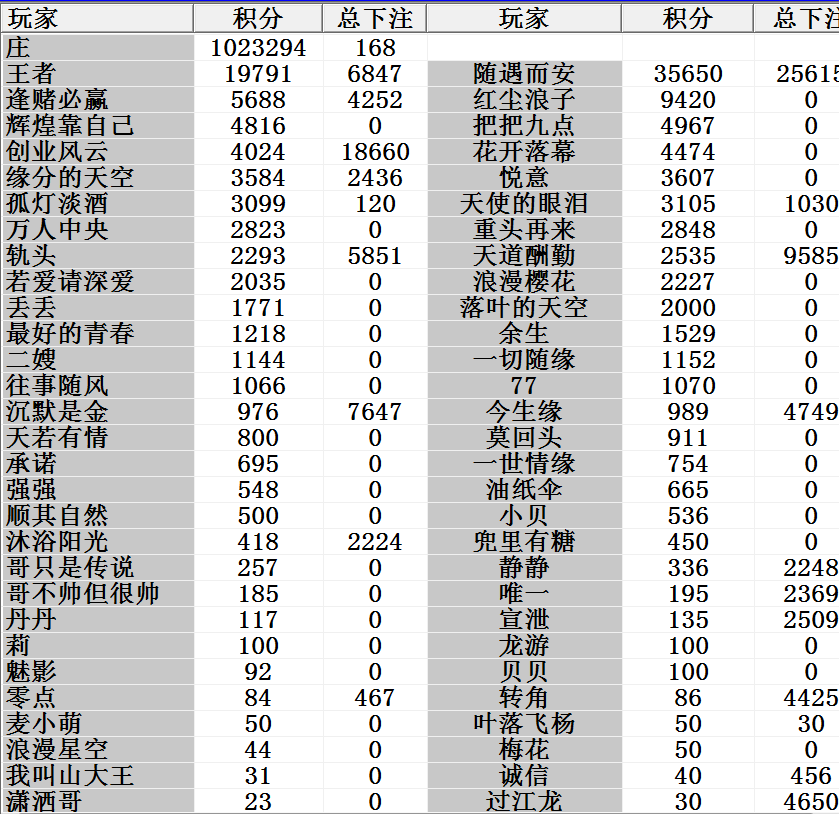 玩家 积分 总下注 玩家 积分 总下注
庄 1023294 168
王者 19791 6847 随遇而安 35650 25615
逢赌必赢 5688 4252 红尘浪子 9420 0
辉煌靠自己 4816 0 把把九点 4967 0
创业风云 4024 18660 花开落幕 4474 0
缘分的天空 3584 2436 悦意 3607 0
孤灯淡酒 3099 120 天使的眼泪 3105 1030
万人中央 2823 0 重头再来 2848 0
轨头 2293 5851 天道酬勤 2535 9585
若爱请深爱 2035 0 浪漫樱花 2227 0
丢丢 1771 0 落叶的天空 2000 0
最好的青春 1218 0 余生 1529 0
二嫂 1144 0 一切随缘 1152 0
往事随风 1066 0 77 1070 0
沉默是金 976 7647 今生缘 989 4749
天若有情 800 0 莫回头 911 0
承诺 695 0 一世情缘 754 0
强强 548 0 油纸伞 665 0
顺其自然 500 0 小贝 536 0
沐浴阳光 418 2224 兜里有糖 450 0
哥只是传说 257 0 静静 336 2248
哥不帅但很帅 185 0 唯一 195 2369
丹丹 117 0 宣泄 135 2509
莉 100 0 龙游 100 0
魅影 92 0 贝贝 100 0
零点 84 467 转角 86 4425
麦小萌 50 0 叶落飞杨 50 30
浪漫星空 44 0 梅花 50 0
我叫山大王 31 0 诚信 40 456
潇洒哥 23 0 过江龙 30 4650